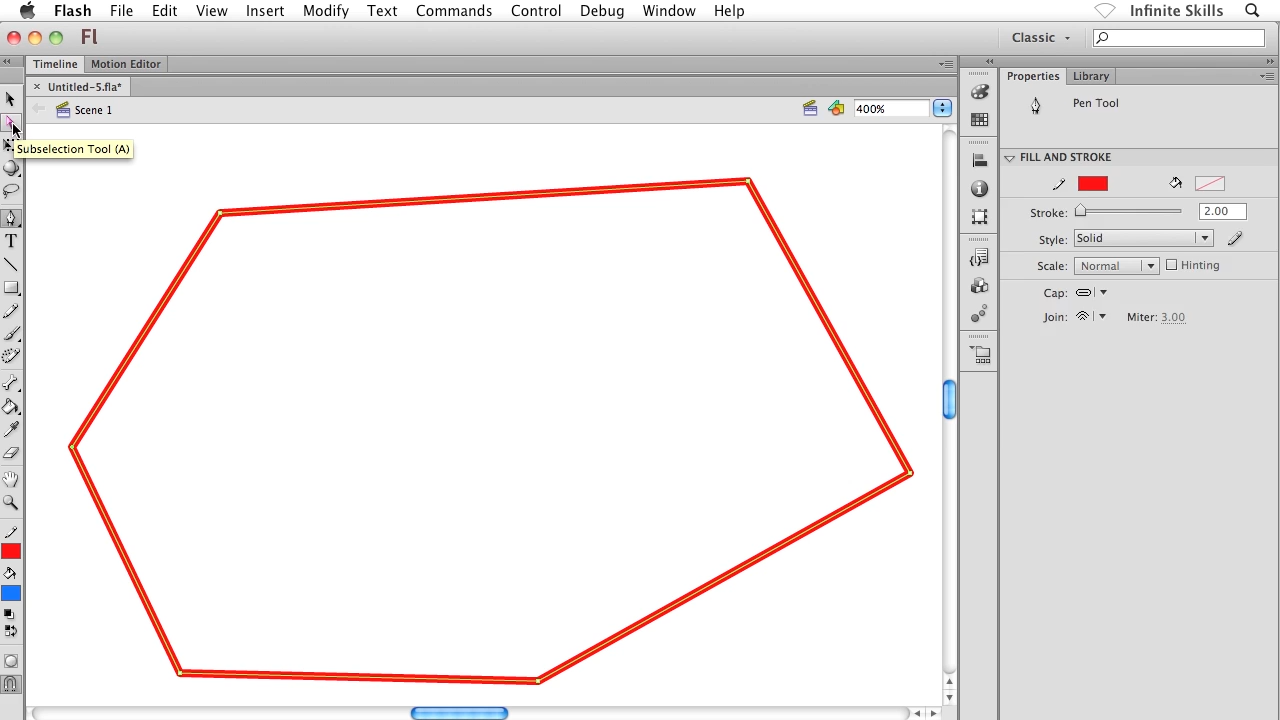 Flash File Edit View Insert Modify Text Commands Control Debug Window Help Infinite Skills
Fl Classic
Timeline Motion Editor
Untitled-5.fla*
Scene 1 400%
Subselection Tool (A)
T
Properties Library
Pen Tool
FILL AND STROKE
Stroke: 2.00
Style: Solid
Scale: Normal Hinting
Cap:
Join: Miter: 3.00